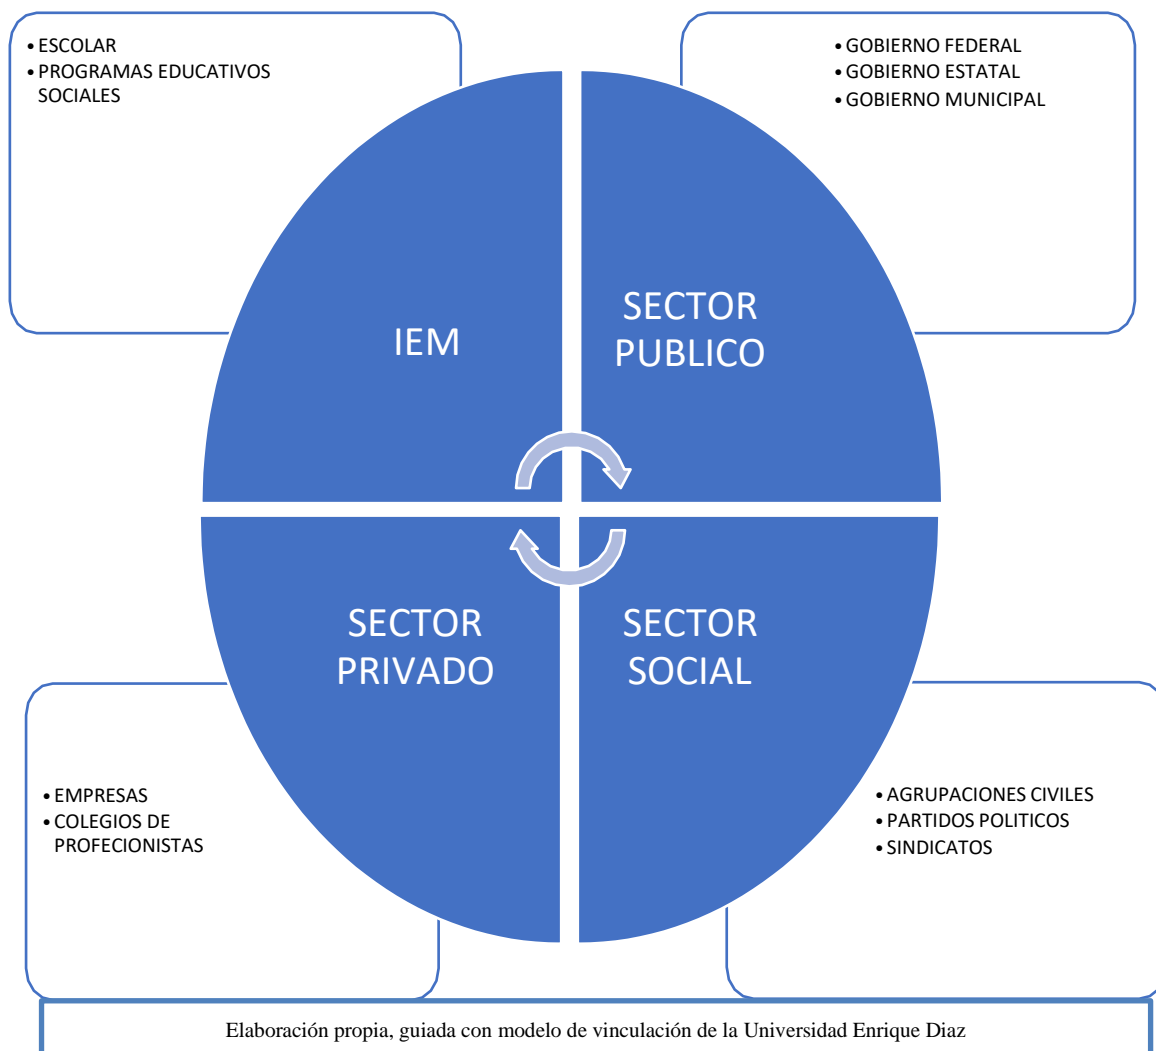 • ESCOLAR
• PROGRAMAS EDUCATIVOS
SOCIALES
• GOBIERNO FEDERAL
• GOBIERNO ESTATAL
• GOBIERNO MUNICIPAL
IEM
SECTOR
PUBLICO
SECTOR
PRIVADO
SECTOR
SOCIAL
• EMPRESAS
• COLEGIOS DE
PROFECIONISTAS
• AGRUPACIONES CIVILES
• PARTIDOS POLITICOS
• SINDICATOS
Elaboración propia, guiada con modelo de vinculación de la Universidad Enrique Diaz